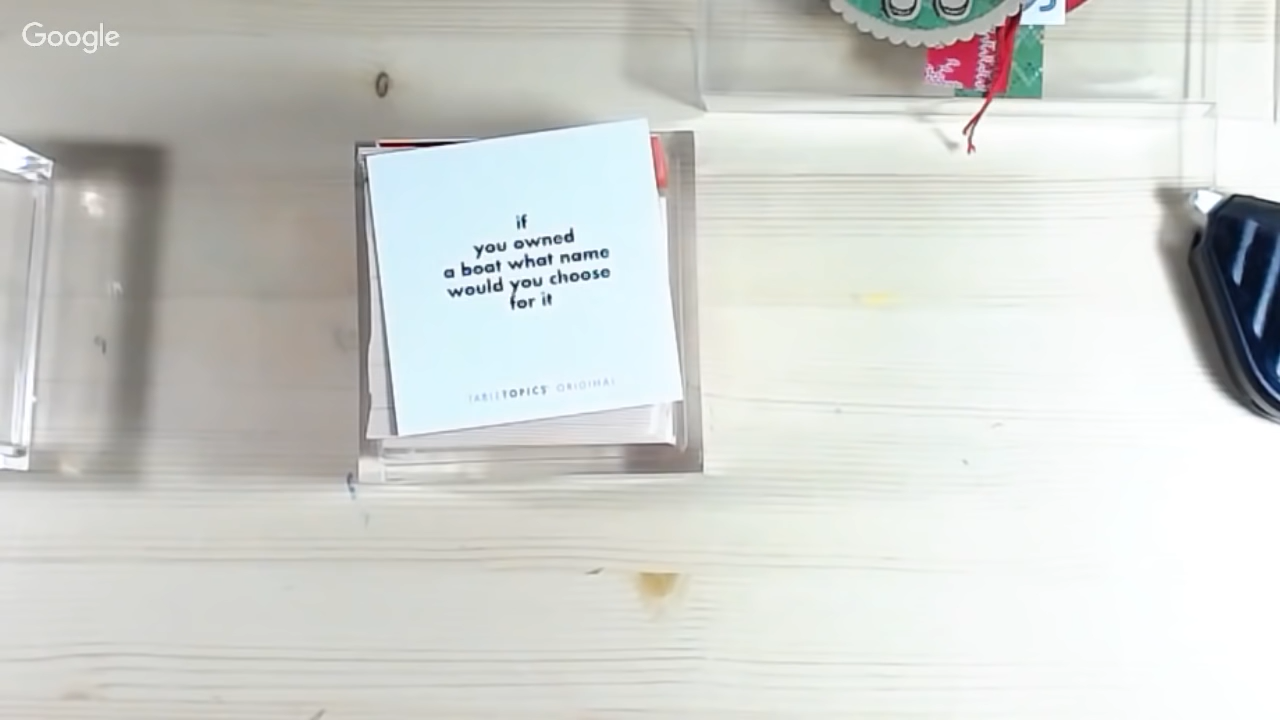 Google
if
you owned
a boat what name
would you choose
for it
TABLETOPICS ORIGINAL